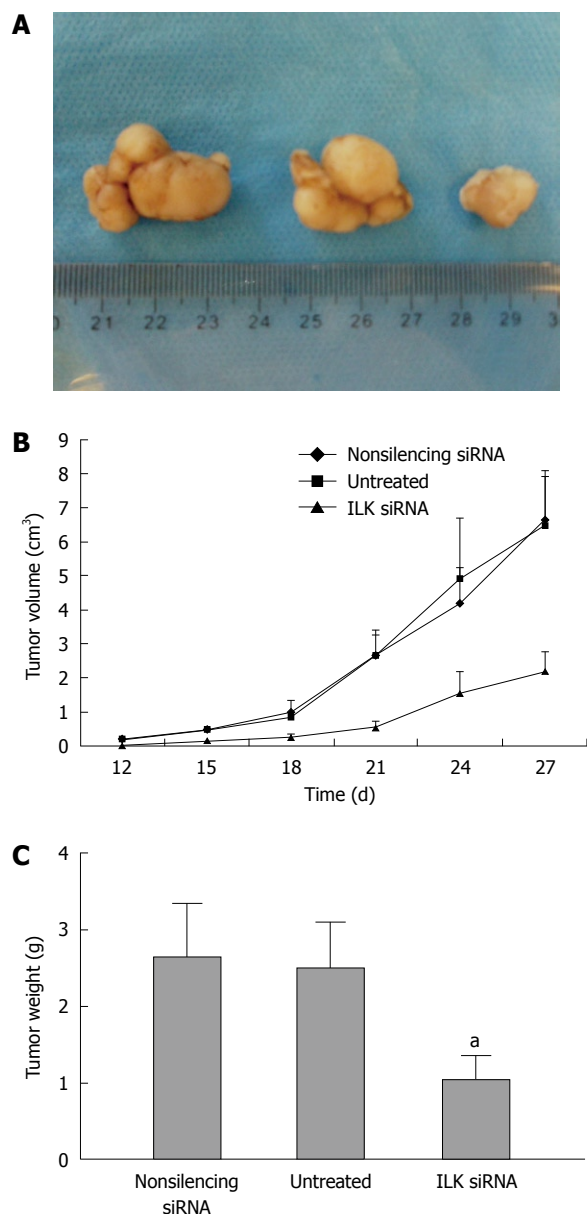 A
0 21 22 23 24 25 26 27 28 29 3
B
9
8
7
6
5
4
3
2
1
0
Tumor volume (cm³)
Nonsilencing siRNA
Untreated
ILK siRNA
12 15 18 21 24 27
Time (d)
C
4
3
2
1
0
Tumor weight (g)
a
Nonsilencing
siRNA
Untreated
ILK siRNA